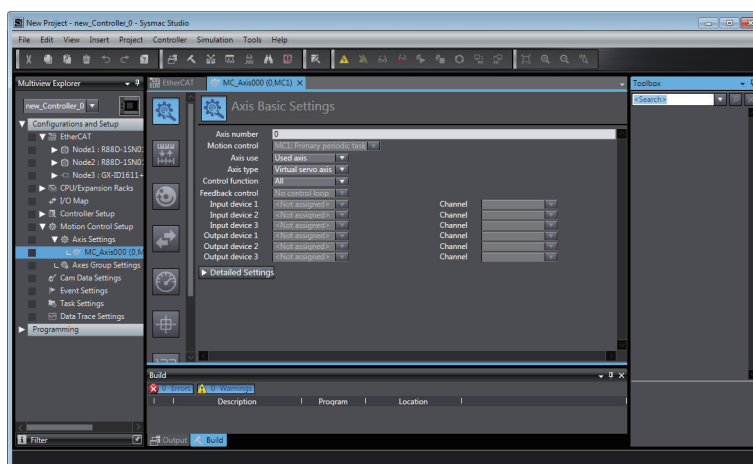 New Project - new_Controller_0 - Sysmac Studio
File Edit View Insert Project Controller Simulation Tools Help
Multiview Explorer
new_Controller_0
Configurations and Setup
EtherCAT
Node1 : R88D-1SN0
Node2 : R88D-1SN0
Node3 : GX-ID1611+
CPU/Expansion Racks
I/O Map
Controller Setup
Motion Control Setup
Axis Settings
MC_Axis000 (0,M
Axes Group Settings
Cam Data Settings
Event Settings
Task Settings
Data Trace Settings
Programming
Filter
EtherCAT MC_Axis000 (0,MC1)
Axis Basic Settings
Axis number 0
Motion control MC1: Primary periodic task
Axis use Used axis
Axis type Virtual servo axis
Control function All
Feedback control No control loop
Input device 1 <Not assigned> Channel
Input device 2 <Not assigned> Channel
Input device 3 <Not assigned> Channel
Output device 1 <Not assigned> Channel
Output device 2 <Not assigned> Channel
Output device 3 <Not assigned> Channel
Detailed Settings
Build
0 Errors 0 Warnings
Description Program Location
Output Build
Toolbox
<Search>